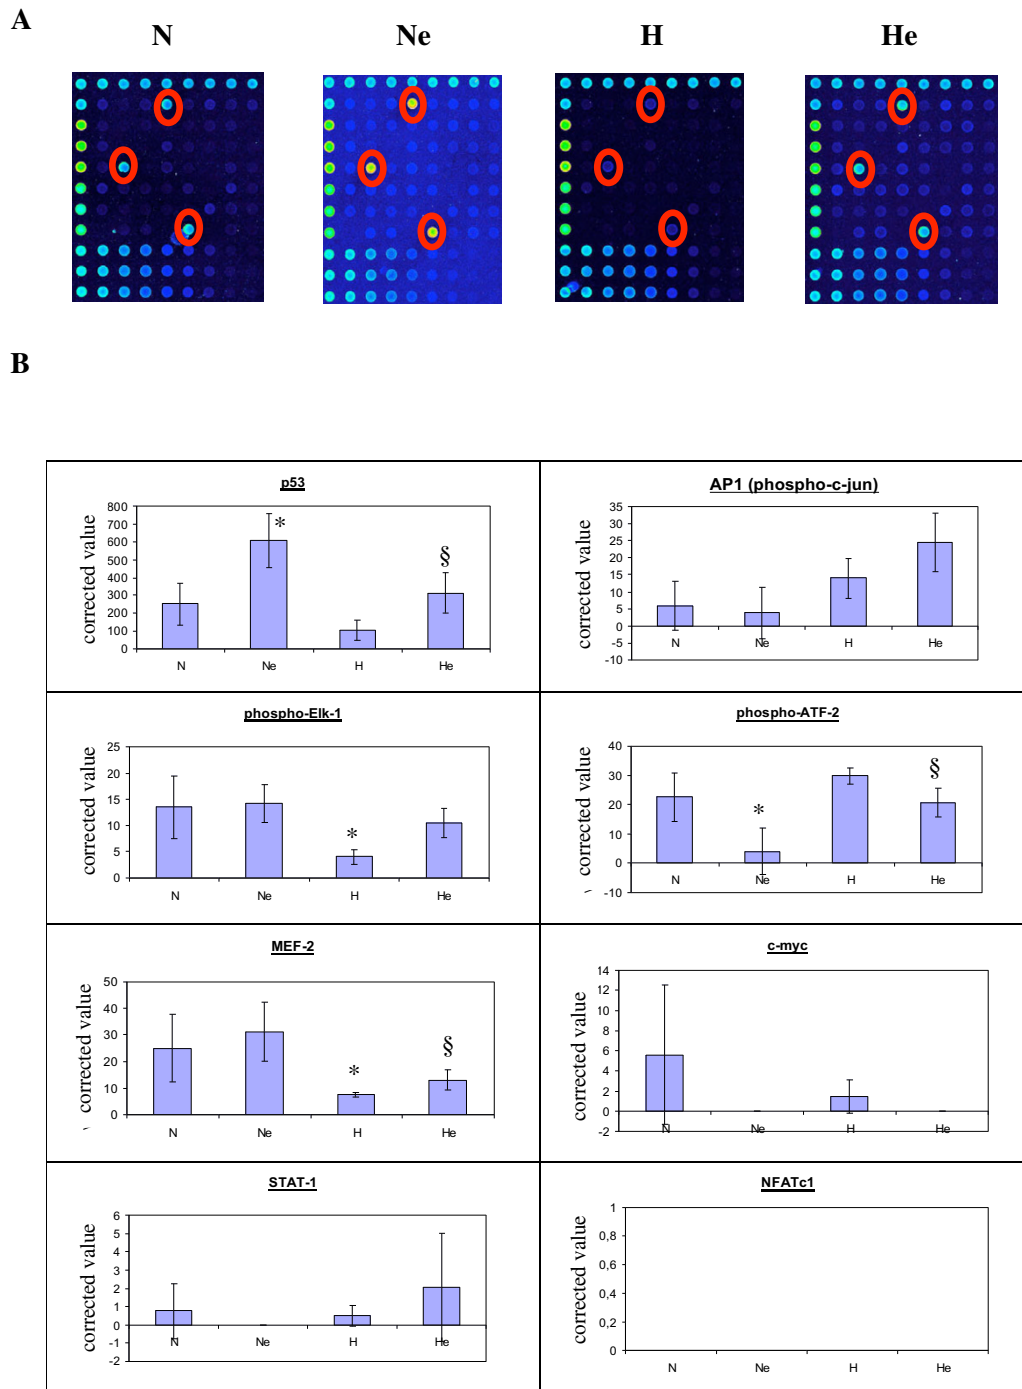 A
N Ne H He
B
p53
corrected value
800
700
600
500
400
300
200
100
0
*
§
N Ne H He
AP1 (phospho-c-jun)
corrected value
35
30
25
20
15
10
5
0
-5
-10
N Ne H He
phospho-Elk-1
corrected value
25
20
15
10
5
0
*
N Ne H He
phospho-ATF-2
corrected value
40
30
20
10
0
-10
*
§
N Ne H He
MEF-2
corrected value
50
40
30
20
10
0
*
§
N Ne H He
c-myc
corrected value
14
12
10
8
6
4
2
0
-2
N Ne H He
STAT-1
corrected value
6
5
4
3
2
1
0
-1
-2
N Ne H He
NFATc1
corrected value
1
0,8
0,6
0,4
0,2
0
N Ne H He